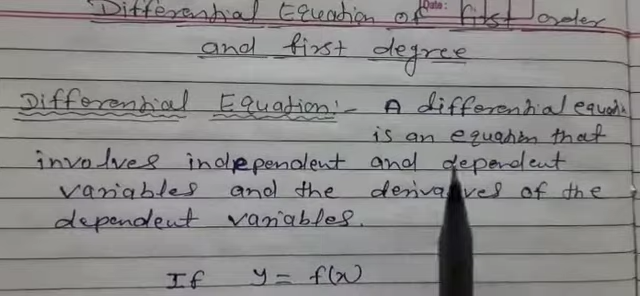 Differential Equation of first order
Date:
and first degree
Differential Equation:- A differential equation
is an equation that
involves independent and dependent
variables and the derivatives of the
dependent variables.
If y = f(x)